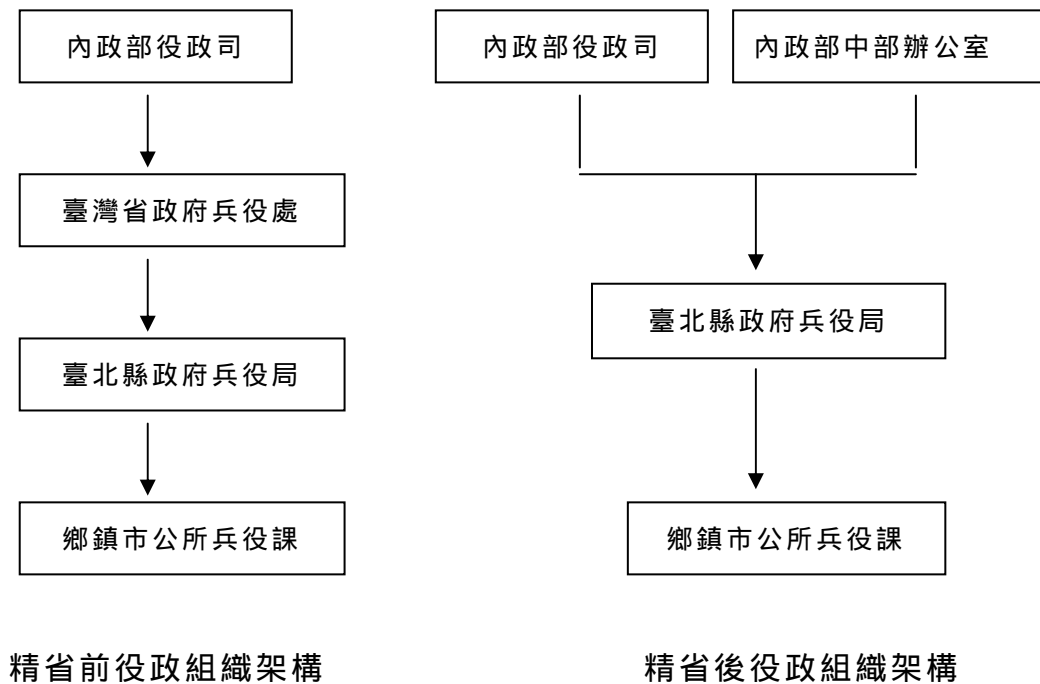 內政部役政司
臺灣省政府兵役處
臺北縣政府兵役局
鄉鎮市公所兵役課
精省前役政組織架構
內政部役政司
內政部中部辦公室
臺北縣政府兵役局
鄉鎮市公所兵役課
精省後役政組織架構